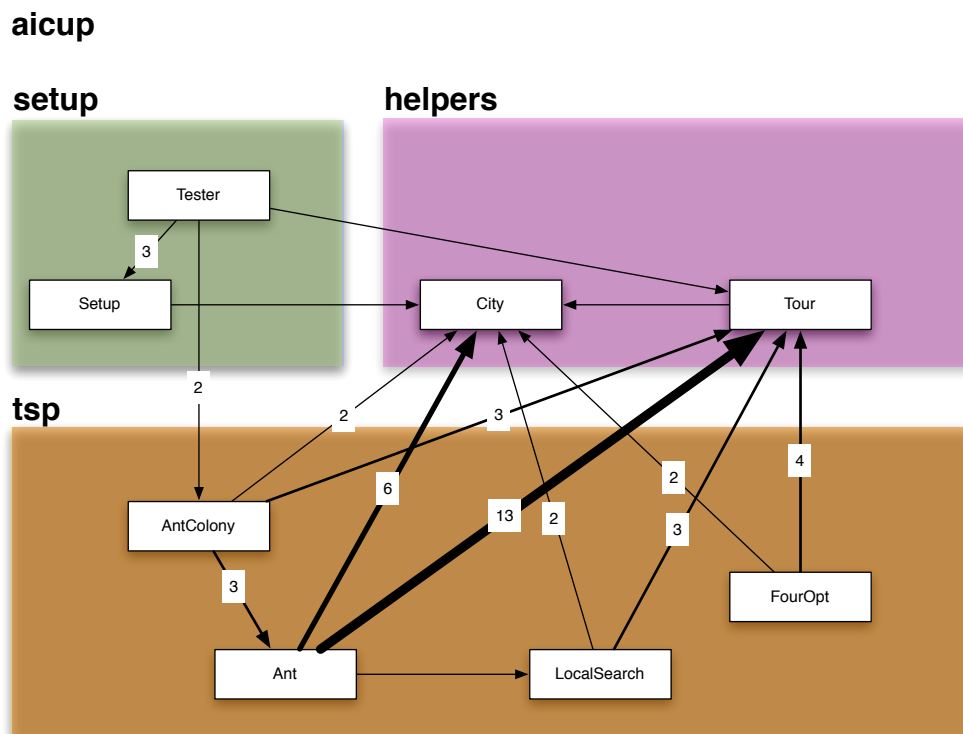 aicup
setup
helpers
Tester
3
Setup
City
Tour
2
tsp
2
3
4
6
2
13
2
3
AntColony
3
FourOpt
Ant
LocalSearch